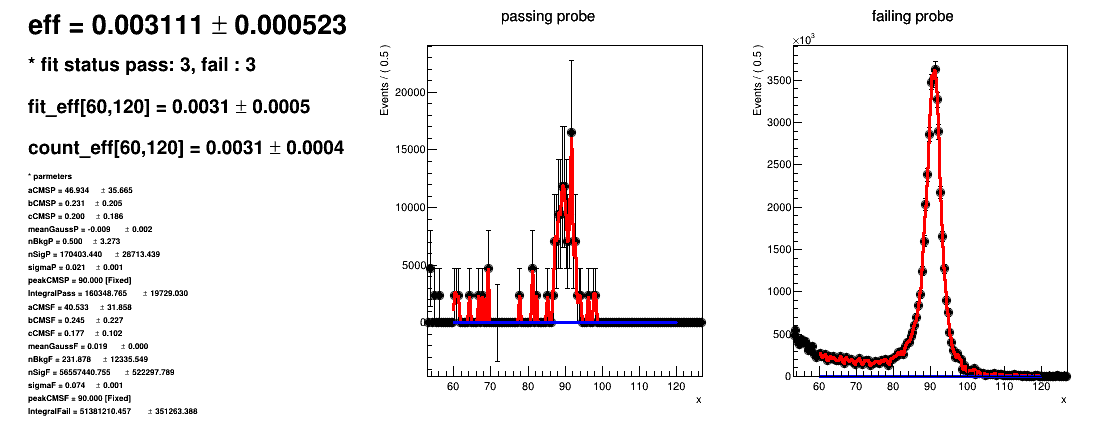 eff = 0.003111 ± 0.000523
* fit status pass: 3, fail : 3
fit_eff[60,120] = 0.0031 ± 0.0005
count_eff[60,120] = 0.0031 ± 0.0004
* parmeters
aCMSP = 46.934 ± 35.665
bCMSP = 0.231 ± 0.205
cCMSP = 0.200 ± 0.186
meanGaussP = -0.009 ± 0.002
nBkgP = 0.500 ± 3.273
nSigP = 170403.440 ± 28713.439
sigmaP = 0.021 ± 0.001
peakCMSP = 90.000 [Fixed]
IntegralPass = 160348.765 ± 19729.030
aCMSF = 40.533 ± 31.858
bCMSF = 0.245 ± 0.227
cCMSF = 0.177 ± 0.102
meanGaussF = 0.019 ± 0.000
nBkgF = 231.878 ± 12335.549
nSigF = 56557440.755 ± 522297.789
sigmaF = 0.074 ± 0.001
peakCMSF = 90.000 [Fixed]
IntegralFail = 51381210.457 ± 351263.388
passing probe
Events / ( 0.5 )
20000
15000
10000
5000
0
60 70 80 90 100 110 120
x
failing probe
×10³
Events / ( 0.5 )
3500
3000
2500
2000
1500
1000
500
0
60 70 80 90 100 110 120
x